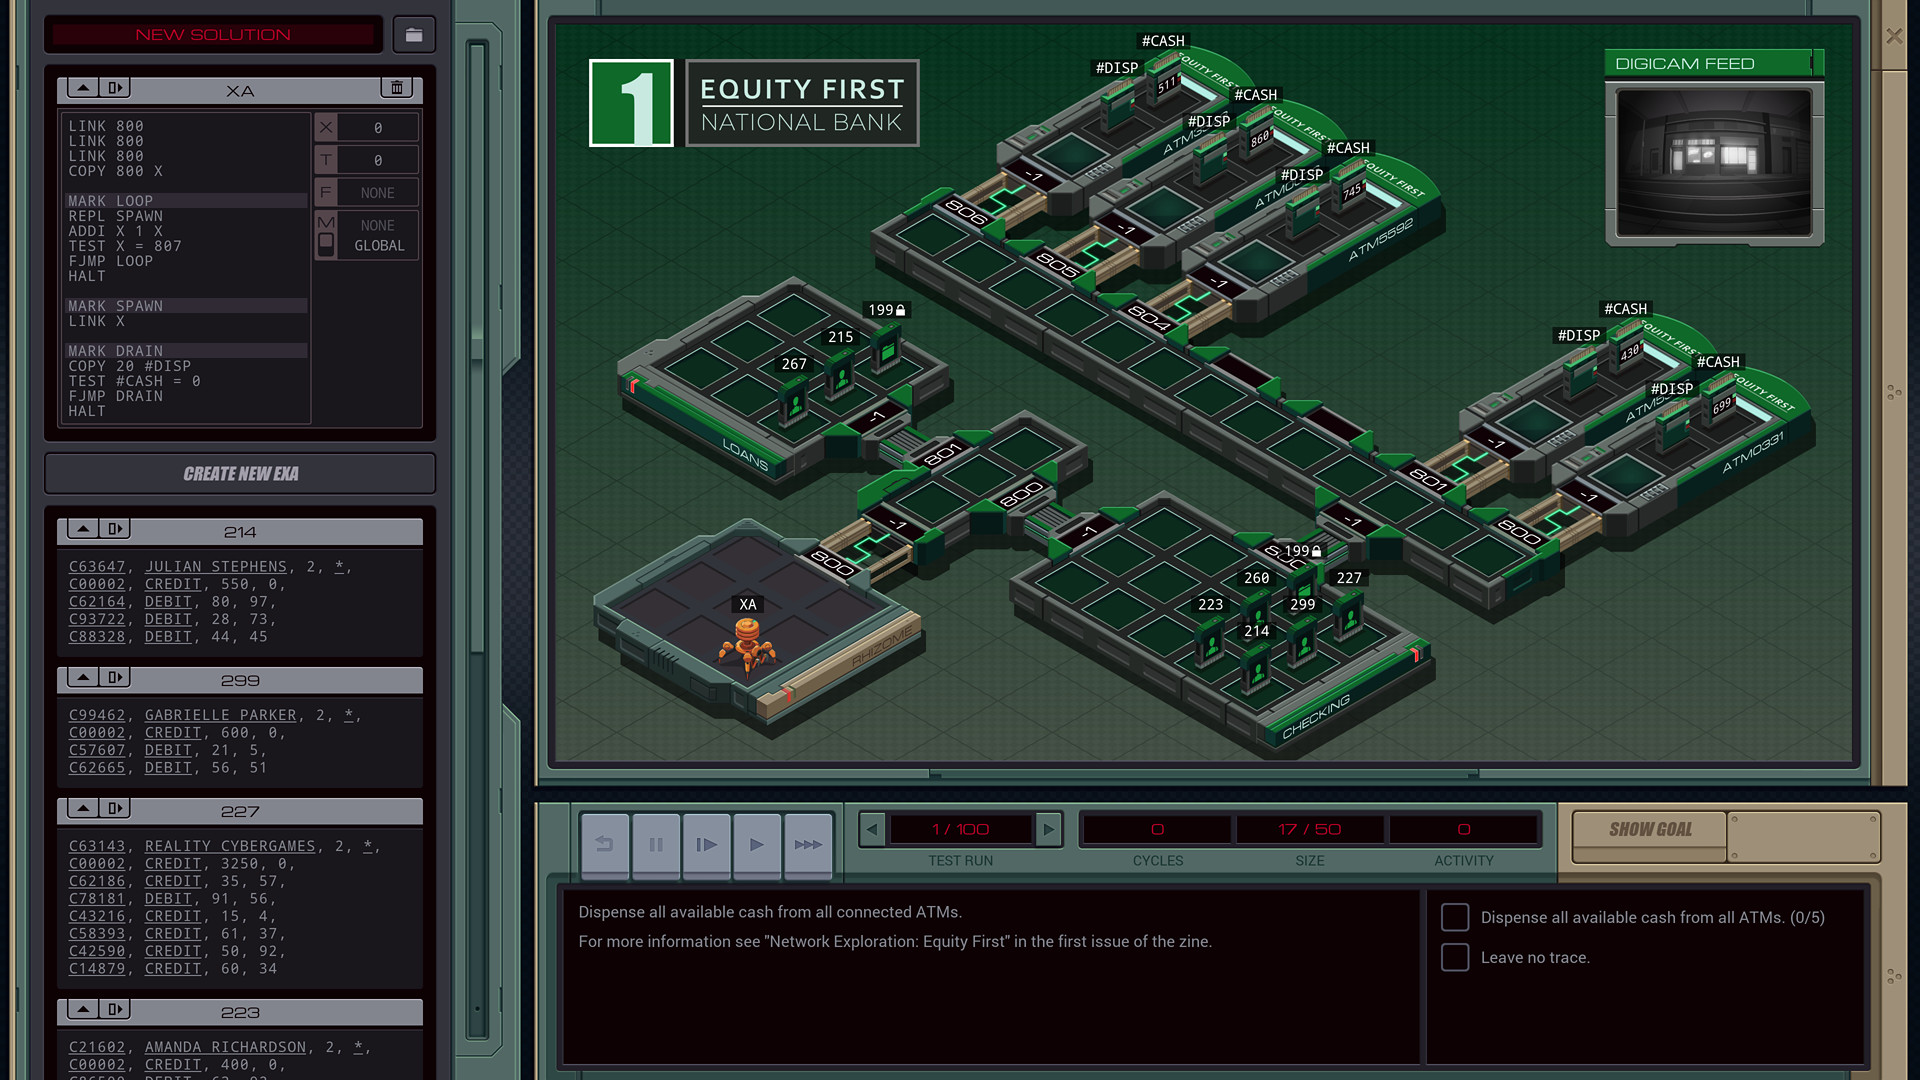 NEW SOLUTION
XA
LINK 800
LINK 800
LINK 800
COPY 800 X
MARK LOOP
REPL SPAWN
ADDI X 1 X
TEST X = 807
FJMP LOOP
HALT
MARK SPAWN
LINK X
MARK DRAIN
COPY 20 #DISP
TEST #CASH = 0
FJMP DRAIN
HALT
X 0
T 0
F NONE
M NONE
GLOBAL
CREATE NEW EXA
214
C63647, JULIAN STEPHENS, 2, *,
C00002, CREDIT, 550, 0,
C62164, DEBIT, 80, 97,
C93722, DEBIT, 28, 73,
C88328, DEBIT, 44, 45
299
C99462, GABRIELLE PARKER, 2, *,
C00002, CREDIT, 600, 0,
C57607, DEBIT, 21, 5,
C62665, DEBIT, 56, 51
227
C63143, REALITY CYBERGAMES, 2, *,
C00002, CREDIT, 3250, 0,
C62186, CREDIT, 35, 57,
C78181, DEBIT, 91, 56,
C43216, CREDIT, 15, 4,
C58393, CREDIT, 61, 37,
C42590, CREDIT, 50, 92,
C14879, CREDIT, 60, 34
223
C21602, AMANDA RICHARDSON, 2, *,
C00002, CREDIT, 400, 0,
1
EQUITY FIRST
NATIONAL BANK
DIGICAM FEED
#CASH
#DISP
511
EQUITY FIRST
#CASH
#DISP
860
EQUITY FIRST
#CASH
#DISP
745
EQUITY FIRST
ATM5592
-1
806
-1
805
-1
804
#CASH
#DISP
430
EQUITY FIRST
#CASH
#DISP
699
EQUITY FIRST
ATM0331
-1
801
-1
800
-1
199
215
267
-1
LOANS
801
800
-1
800
-1
XA
RHIZOME
199
260
227
223
299
214
CHECKING
1 / 100
TEST RUN
0
CYCLES
17 / 50
SIZE
0
ACTIVITY
SHOW GOAL
Dispense all available cash from all connected ATMs.
For more information see "Network Exploration: Equity First" in the first issue of the zine.
Dispense all available cash from all ATMs. (0/5)
Leave no trace.